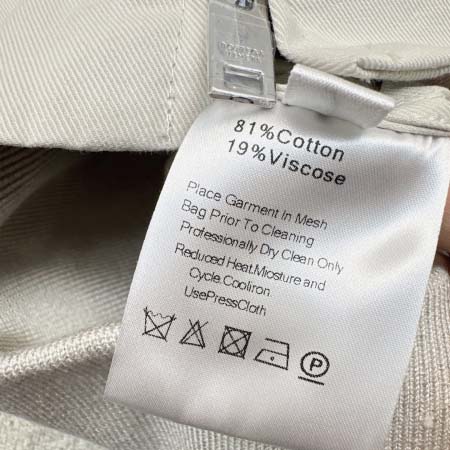 81%Cotton
19%Viscose
Place Garment in Mesh
Bag Prior To Cleaning
Professionally Dry Clean Only
Reduced Heat.Miosture and
Cycle.Cooliron.
UsePressCloth
P